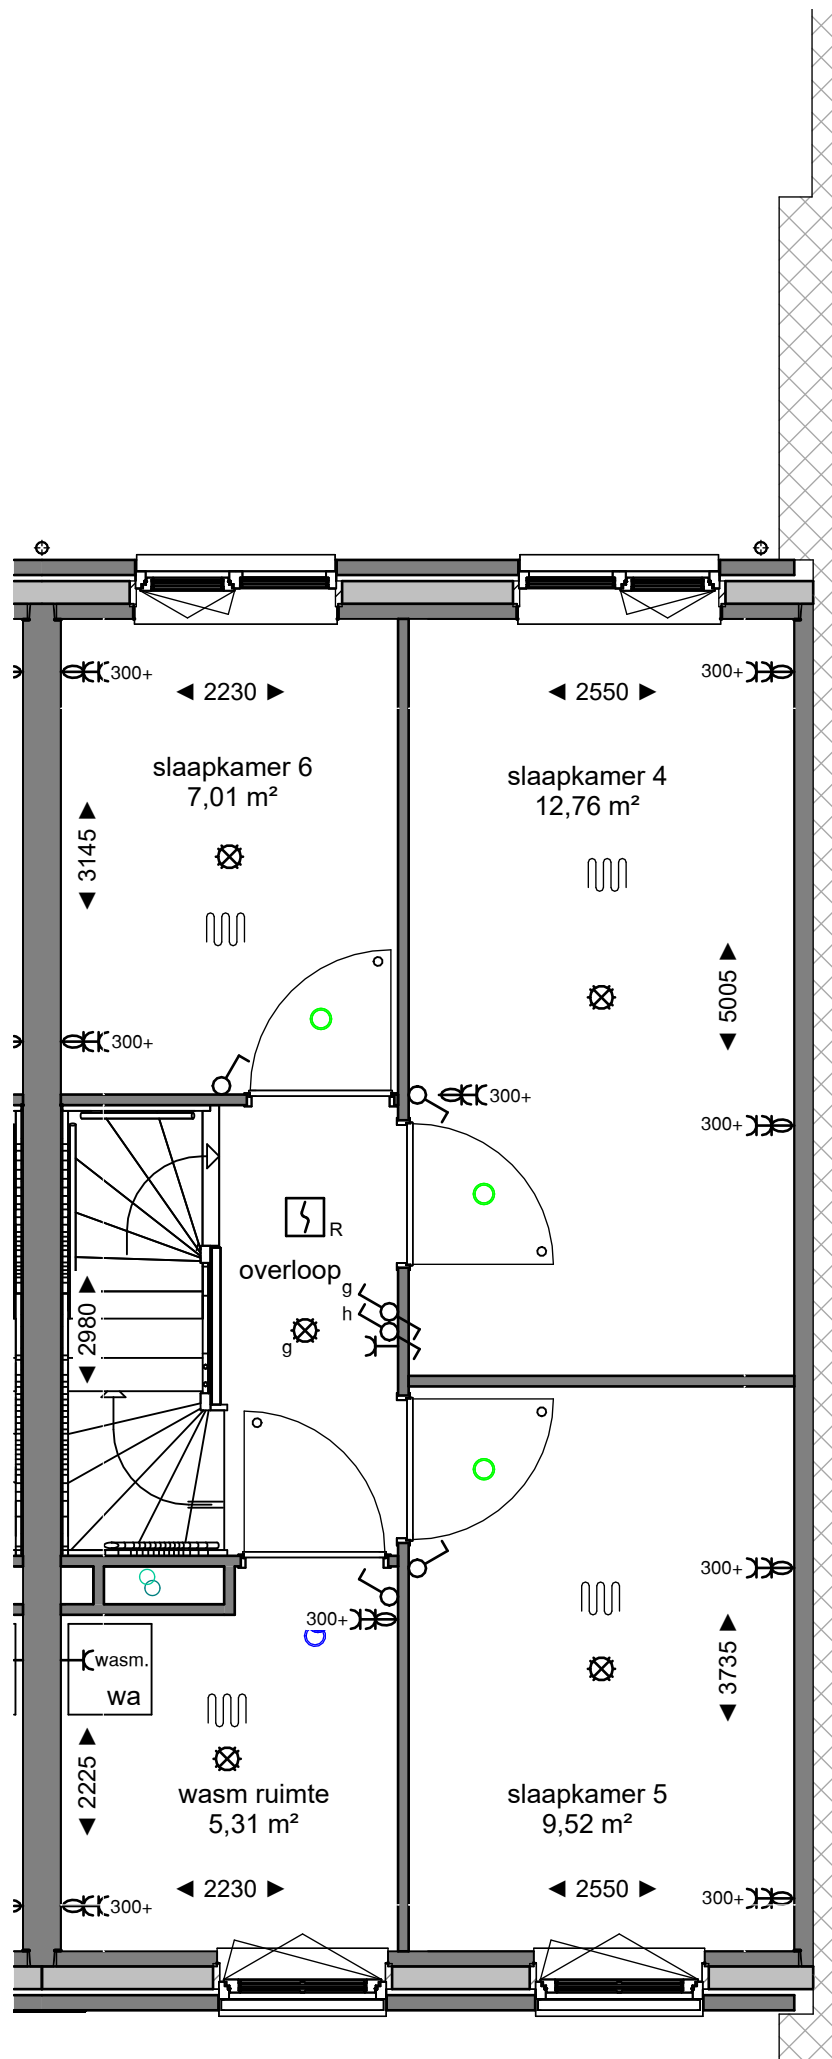 300+
2230
2550
300+
slaapkamer 6
7,01 m²
slaapkamer 4
12,76 m²
3145
5005
300+
300+
300+
R
overloop
g
h
g
2980
300+
300+
wasm.
wa
3735
2225
wasm ruimte
5,31 m²
slaapkamer 5
9,52 m²
2230
2550
300+
300+